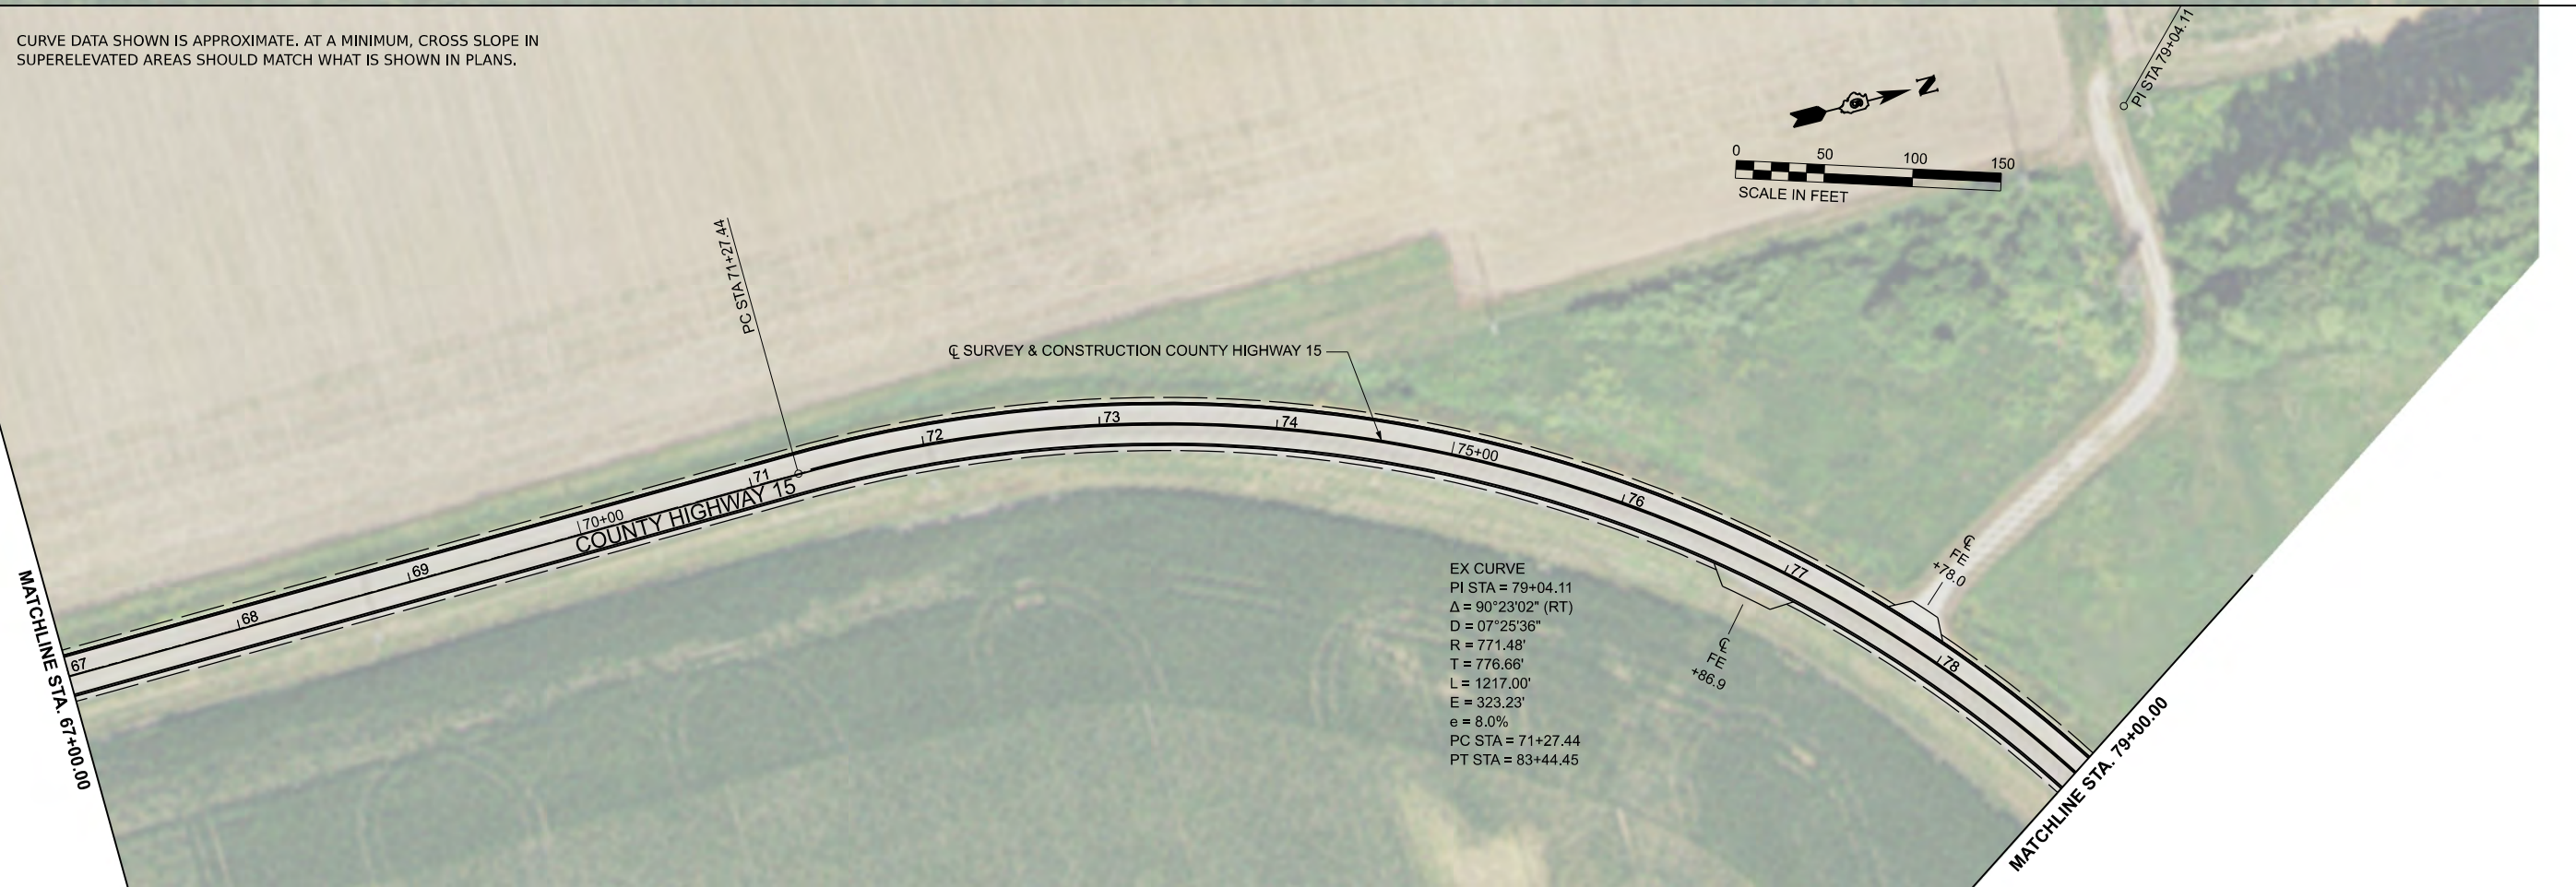 CURVE DATA SHOWN IS APPROXIMATE. AT A MINIMUM, CROSS SLOPE IN
SUPERELEVATED AREAS SHOULD MATCH WHAT IS SHOWN IN PLANS.
PI STA 79+04.11
N
0 50 100 150
SCALE IN FEET
PC STA 71+27.44
℄ SURVEY & CONSTRUCTION COUNTY HIGHWAY 15
67
68
69
70+00
71
72
73
74
75+00
76
77
78
COUNTY HIGHWAY 15
MATCHLINE STA. 67+00.00
EX CURVE
PI STA = 79+04.11
Δ = 90°23'02" (RT)
D = 07°25'36"
R = 771.48'
T = 776.66'
L = 1217.00'
E = 323.23'
e = 8.0%
PC STA = 71+27.44
PT STA = 83+44.45
℄
FE
+86.9
℄
FE
+78.0
MATCHLINE STA. 79+00.00